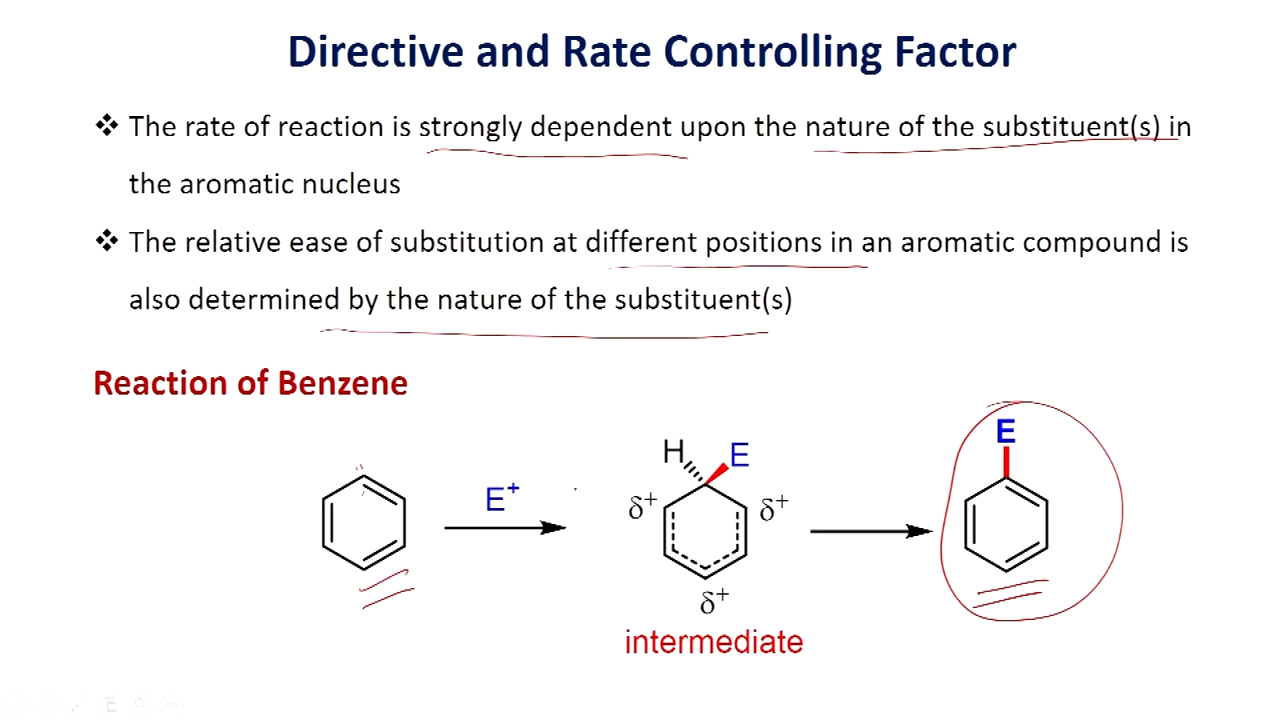 Directive and Rate Controlling Factor
❖ The rate of reaction is strongly dependent upon the nature of the substituent(s) in
the aromatic nucleus
❖ The relative ease of substitution at different positions in an aromatic compound is
also determined by the nature of the substituent(s)
Reaction of Benzene
E
H E
E⁺
δ⁺ δ⁺
δ⁺
intermediate